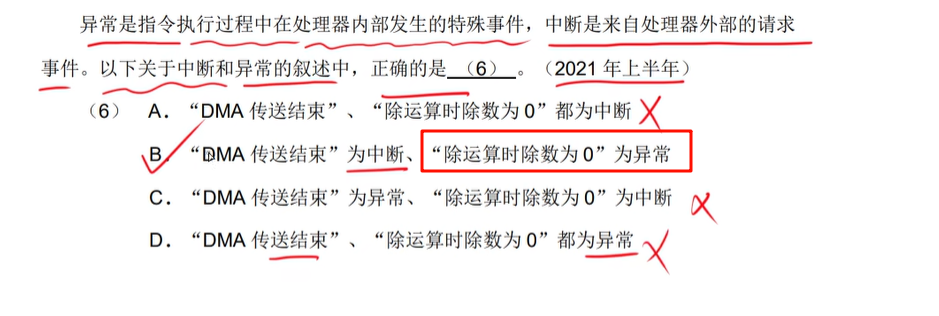 异常是指令执行过程中在处理器内部发生的特殊事件，中断是来自处理器外部的请求
事件。以下关于中断和异常的叙述中，正确的是（6）。（2021年上半年）
（6） A．“DMA 传送结束”、“除运算时除数为0”都为中断
B．“DMA 传送结束”为中断、“除运算时除数为0”为异常
C．“DMA 传送结束”为异常、“除运算时除数为0”为中断
D．“DMA 传送结束”、“除运算时除数为0”都为异常